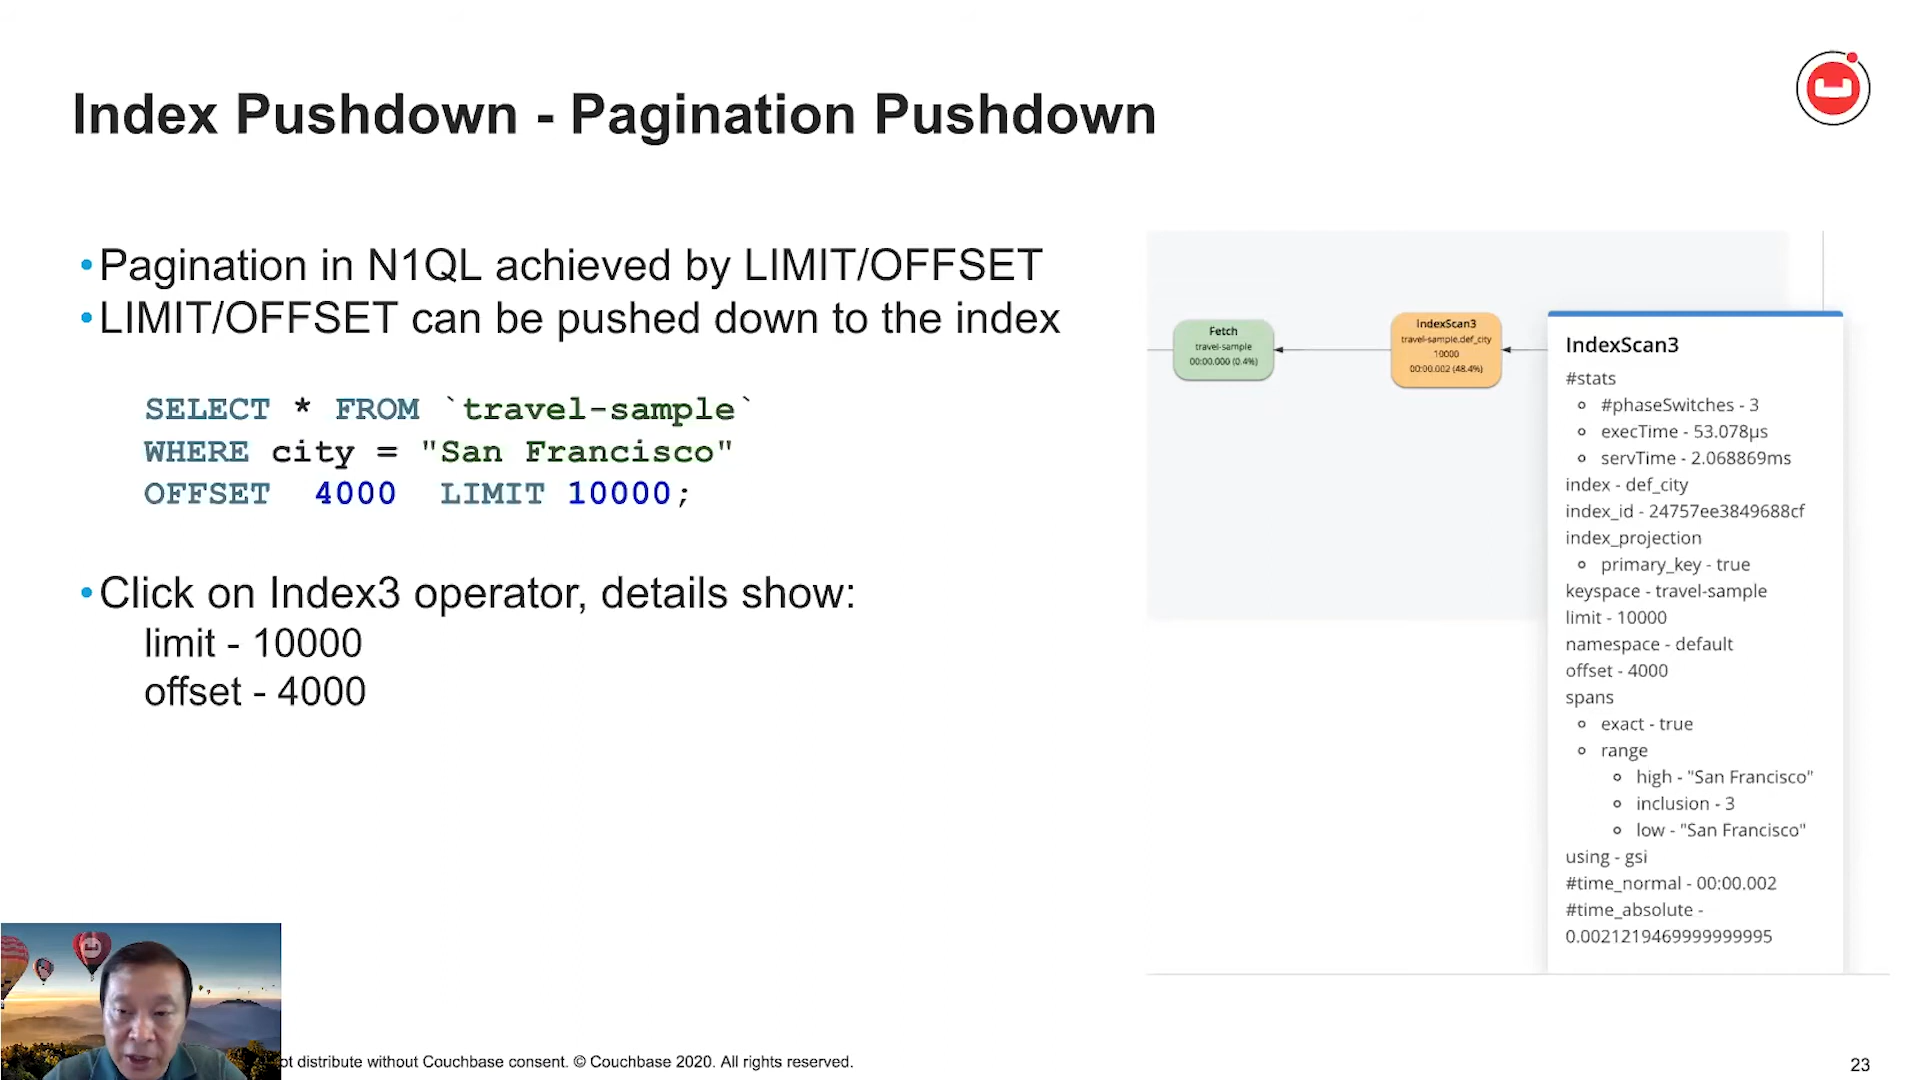 Index Pushdown - Pagination Pushdown
•Pagination in N1QL achieved by LIMIT/OFFSET
•LIMIT/OFFSET can be pushed down to the index
SELECT * FROM `travel-sample`
WHERE city = "San Francisco"
OFFSET 4000 LIMIT 10000;
•Click on Index3 operator, details show:
limit - 10000
offset - 4000
Fetch
travel-sample
00:00.000 (0.4%)
IndexScan3
travel-sample.def_city
10000
00:00.002 (48.4%)
IndexScan3
#stats
#phaseSwitches - 3
execTime - 53.078µs
servTime - 2.068869ms
index - def_city
index_id - 24757ee3849688cf
index_projection
primary_key - true
keyspace - travel-sample
limit - 10000
namespace - default
offset - 4000
spans
exact - true
range
high - "San Francisco"
inclusion - 3
low - "San Francisco"
using - gsi
#time_normal - 00:00.002
#time_absolute -
0.0021219469999999995
ot distribute without Couchbase consent. © Couchbase 2020. All rights reserved.
23